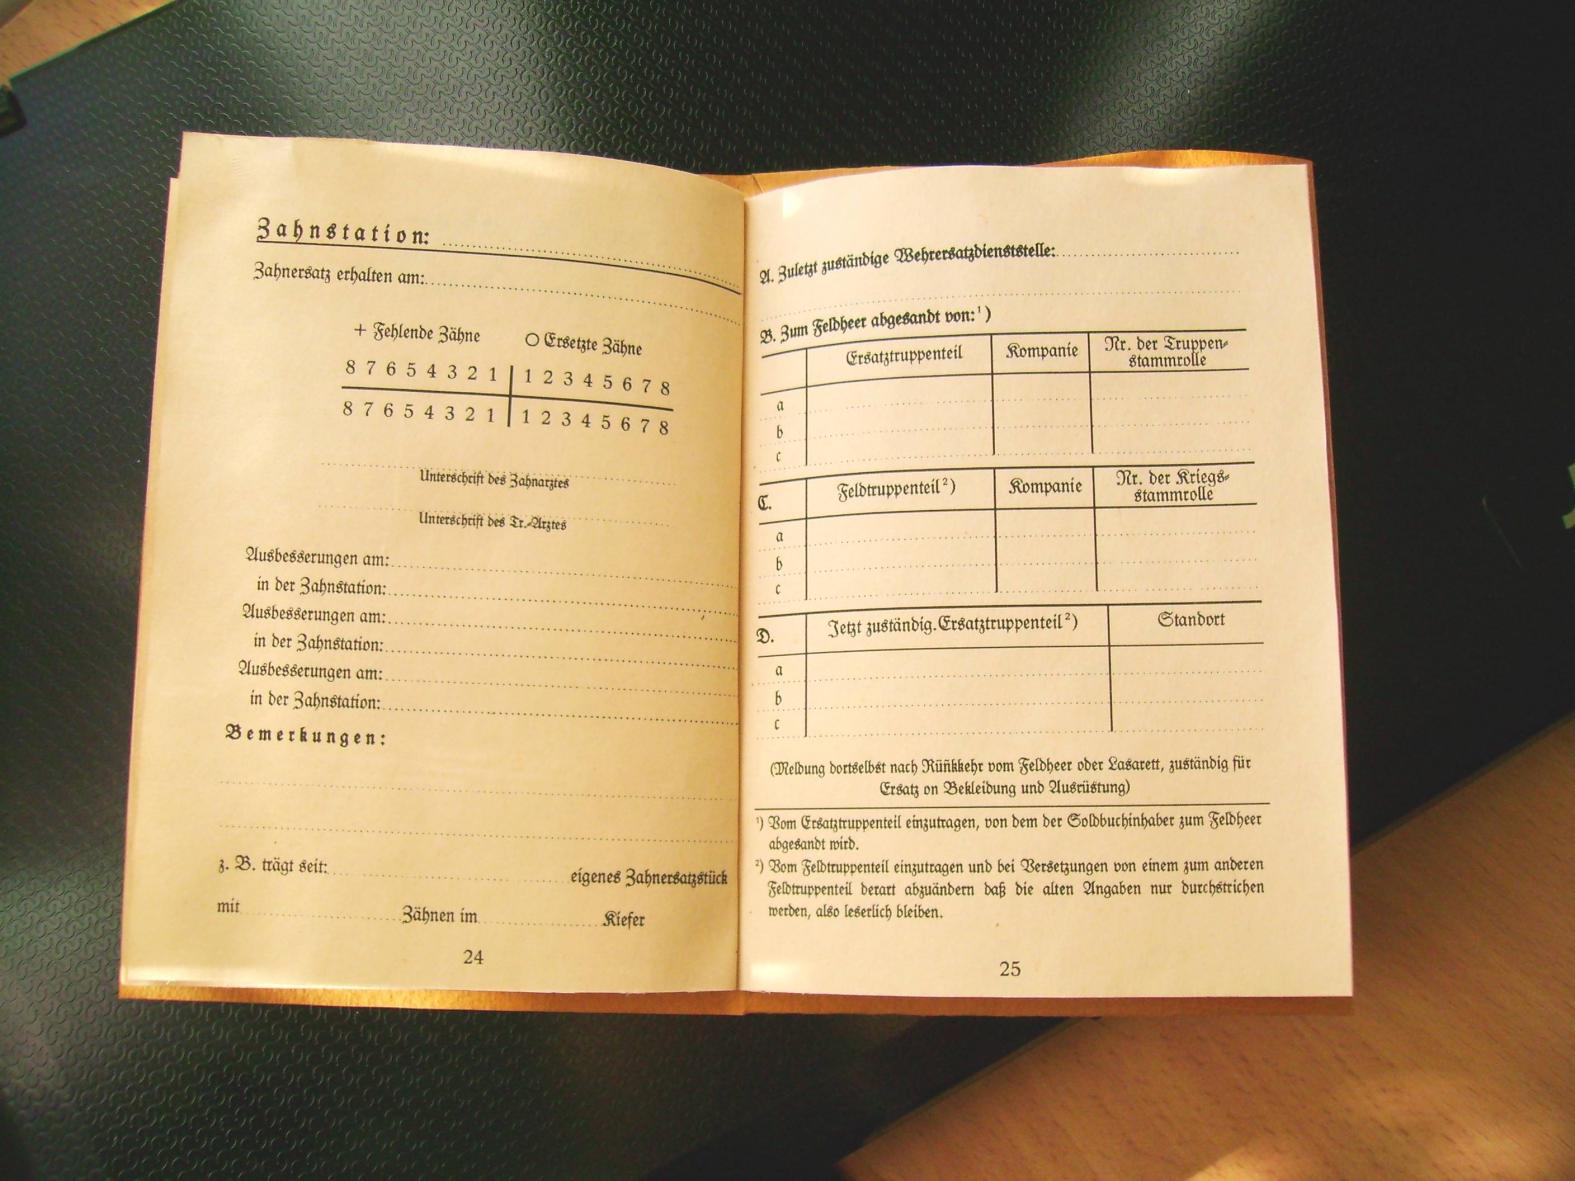 Zahnstation:
Zahnersatz erhalten am:
+ Fehlende Zähne ○ Ersetzte Zähne
8 7 6 5 4 3 2 1 | 1 2 3 4 5 6 7 8
8 7 6 5 4 3 2 1 | 1 2 3 4 5 6 7 8
Unterschrift des Zahnarztes
Unterschrift des Tr.-Arztes
Ausbesserungen am:
in der Zahnstation:
Ausbesserungen am:
in der Zahnstation:
Ausbesserungen am:
in der Zahnstation:
Bemerkungen:
z. B. trägt seit: eigenes Zahnersatzstück
mit Zähnen im Kiefer
24
A. Zuletzt zuständige Wehrersatzdienststelle:
B. Zum Feldheer abgesandt von:¹)
Ersatztruppenteil Kompanie Nr. der Truppen-
stammrolle
a
b
c
C. Feldtruppenteil²) Kompanie Nr. der Kriegs-
stammrolle
a
b
c
D. Jetzt zuständig.Ersatztruppenteil²) Standort
a
b
c
(Meldung dortselbst nach Rüñkkehr vom Feldheer oder Lasarett, zuständig für
Ersatz on Bekleidung und Ausrüstung)
¹) Vom Ersatztruppenteil einzutragen, von dem der Soldbuchinhaber zum Feldheer
abgesandt wird.
²) Vom Feldtruppenteil einzutragen und bei Versetzungen von einem zum anderen
Feldtruppenteil derart abzuändern daß die alten Angaben nur durchstrichen
werden, also leserlich bleiben.
25